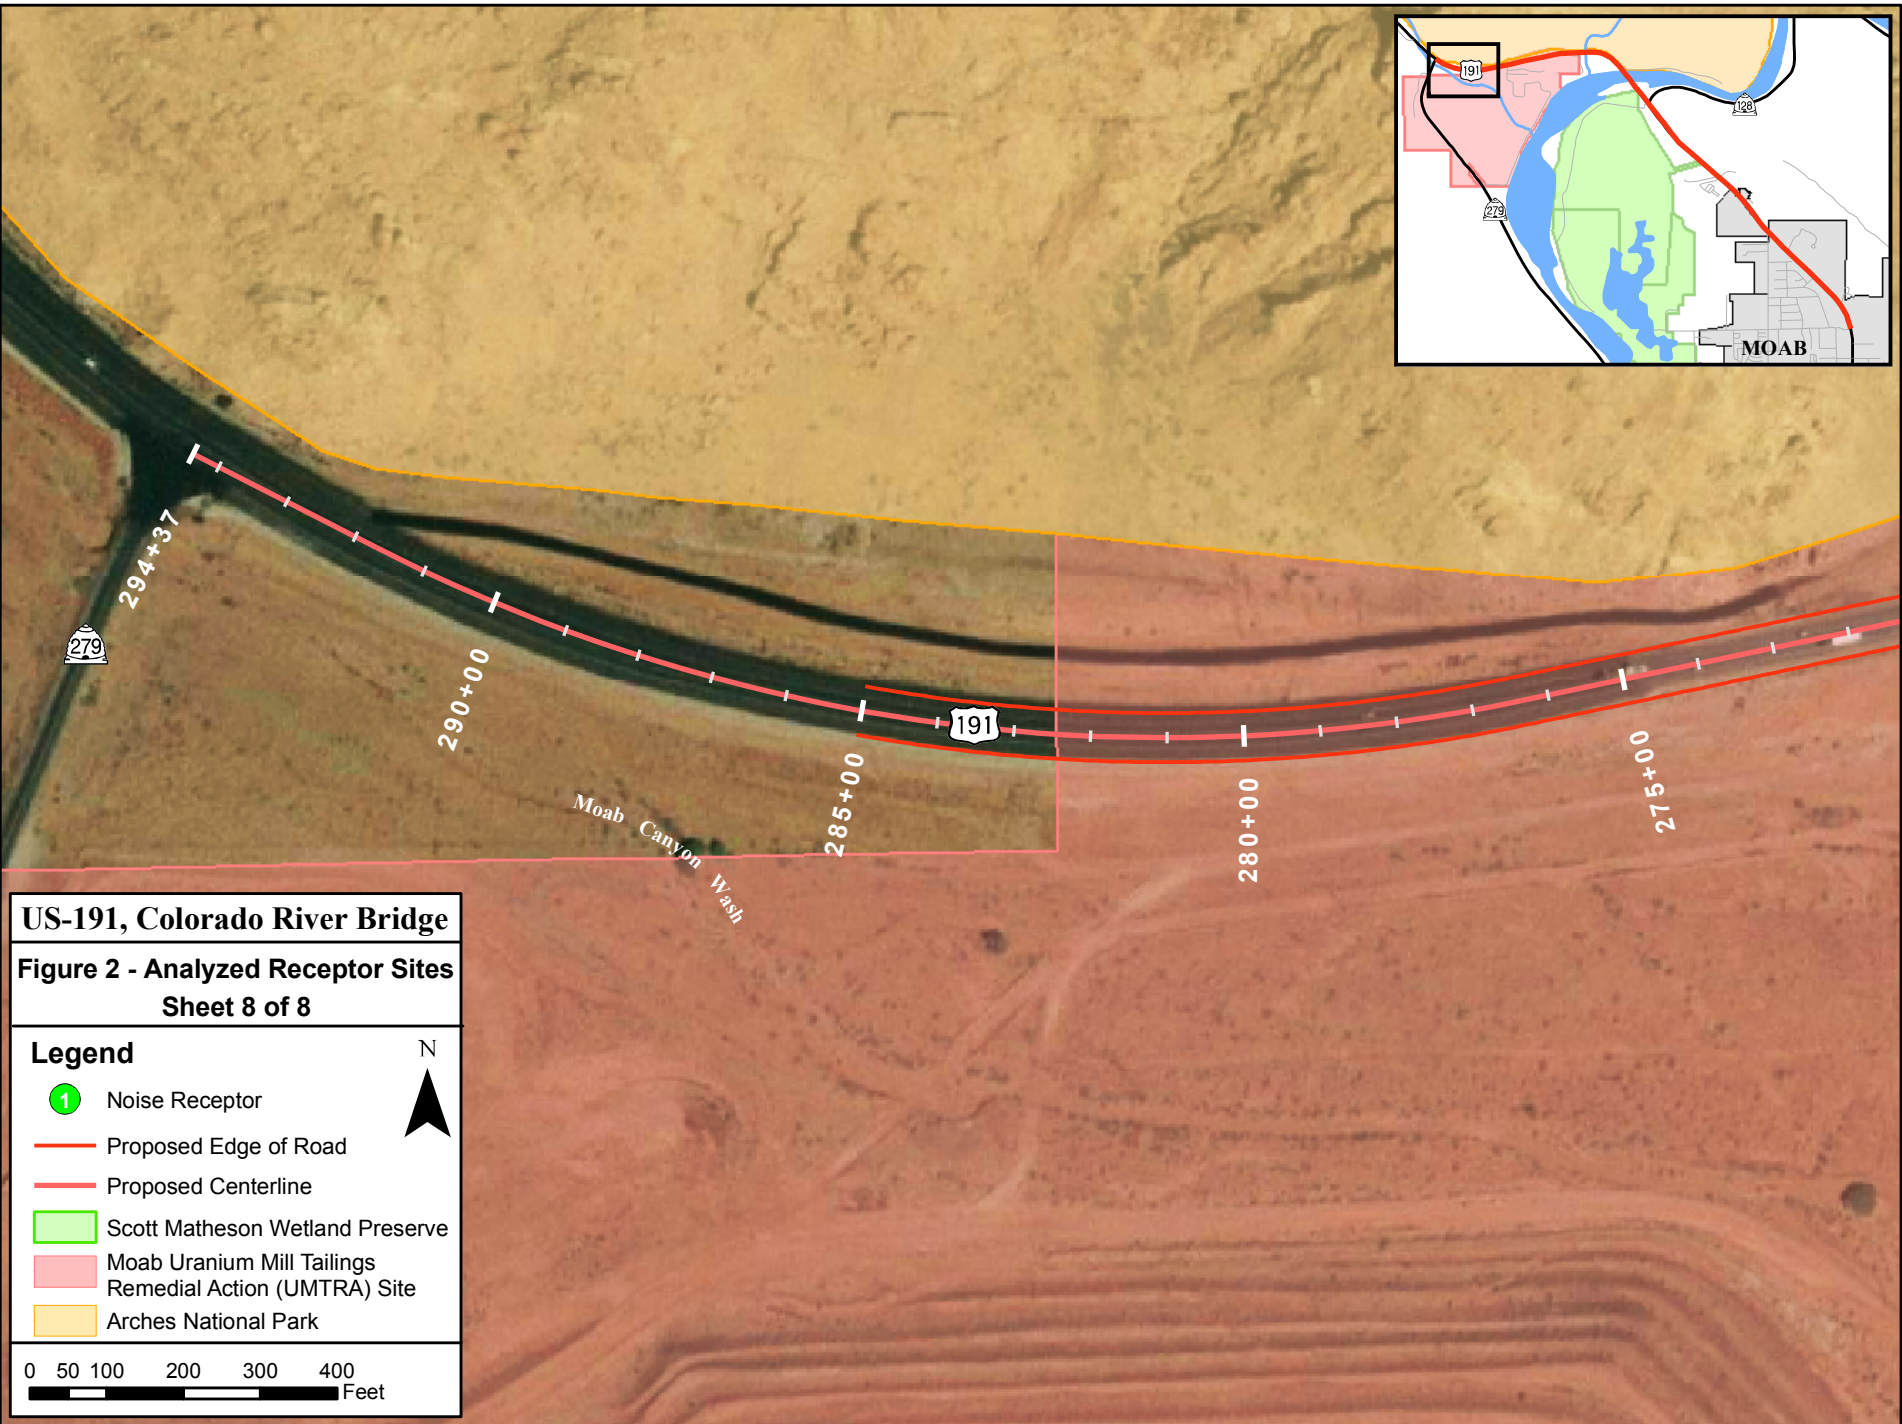 191
128
279
MOAB
294+37
279
290+00
285+00
191
280+00
275+00
Moab Canyon Wash
US-191, Colorado River Bridge
Figure 2 - Analyzed Receptor Sites
Sheet 8 of 8
Legend
N
1 Noise Receptor
Proposed Edge of Road
Proposed Centerline
Scott Matheson Wetland Preserve
Moab Uranium Mill Tailings
Remedial Action (UMTRA) Site
Arches National Park
0 50 100 200 300 400
Feet